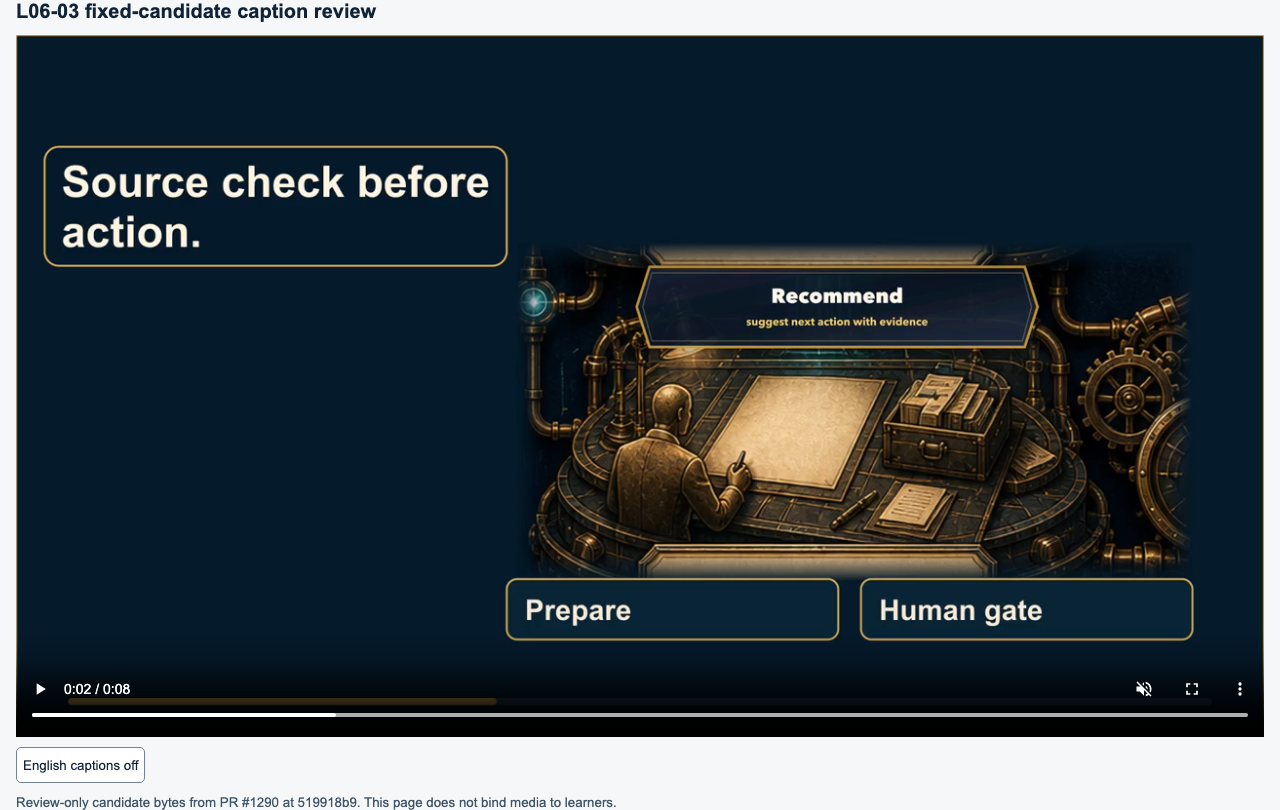 L06-03 fixed-candidate caption review
Source check before
action.
Recommend
suggest next action with evidence
Prepare
Human gate
0:02 / 0:08
English captions off
Review-only candidate bytes from PR #1290 at 519918b9. This page does not bind media to learners.